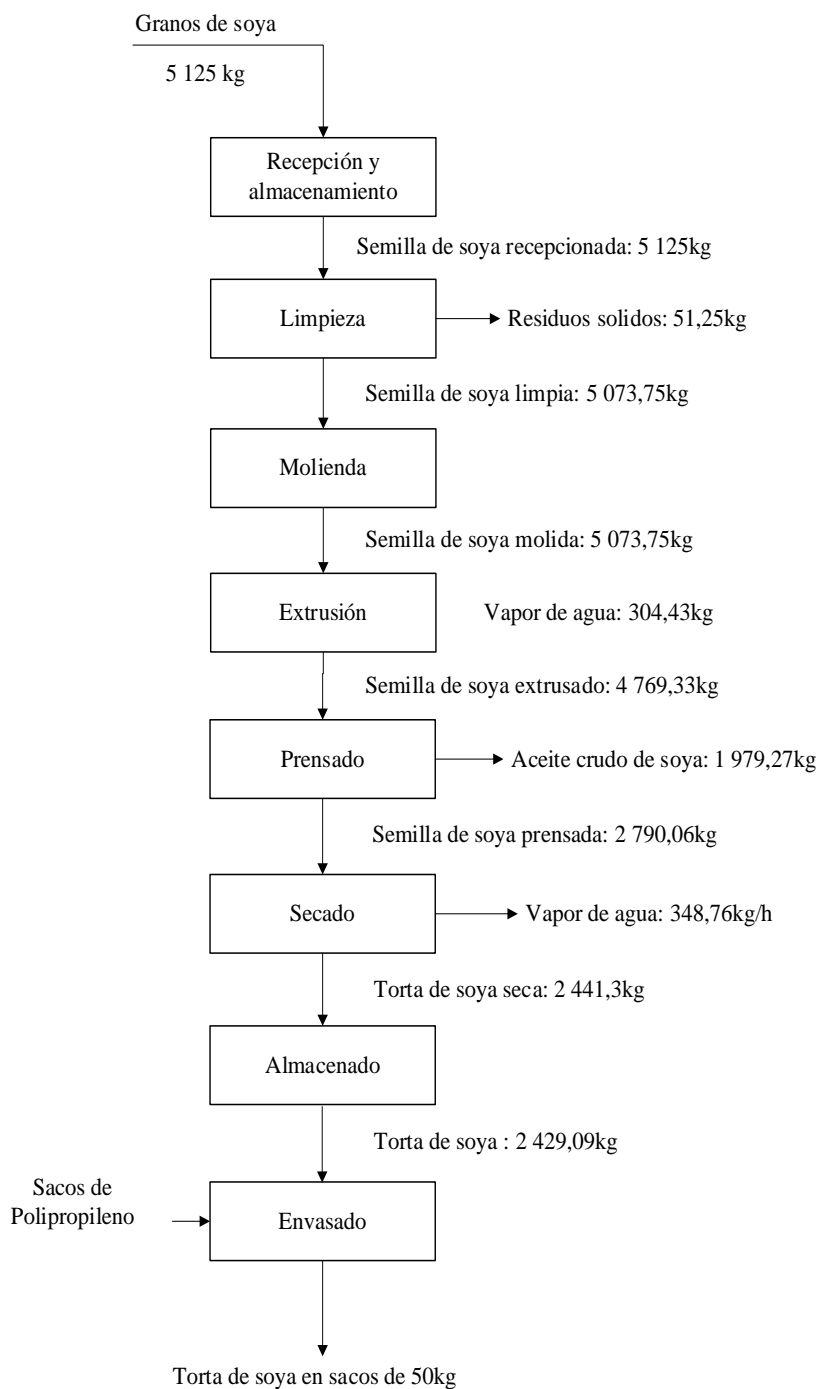 Granos de soya
5 125 kg
Recepción y
almacenamiento
Semilla de soya recepcionada: 5 125kg
Limpieza
Residuos solidos: 51,25kg
Semilla de soya limpia: 5 073,75kg
Molienda
Semilla de soya molida: 5 073,75kg
Extrusión
Vapor de agua: 304,43kg
Semilla de soya extrusado: 4 769,33kg
Prensado
Aceite crudo de soya: 1 979,27kg
Semilla de soya prensada: 2 790,06kg
Secado
Vapor de agua: 348,76kg/h
Torta de soya seca: 2 441,3kg
Almacenado
Torta de soya : 2 429,09kg
Sacos de
Polipropileno
Envasado
Torta de soya en sacos de 50kg